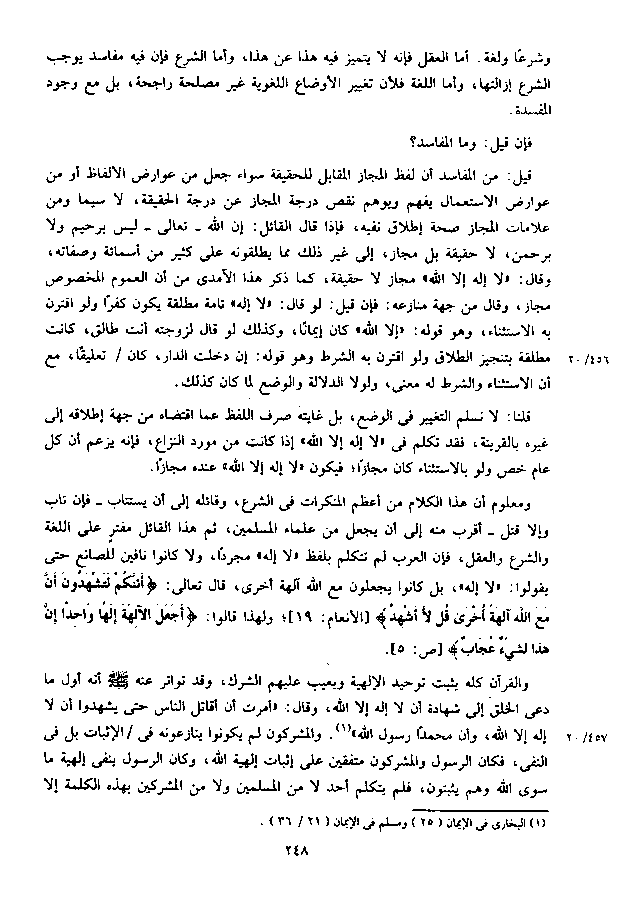 وشرعًا ولغة. أما العقل فإنه لا يتميز فيه هذا عن هذا، وأما الشرع فإن فيه مفاسد يوجب
الشرع إزالتها، وأما اللغة فلأن تغيير الأوضاع اللغوية غير مصلحة راجحة، بل مع وجود
المفسدة.
فإن قيل: وما المفاسد؟
قيل: من المفاسد أن لفظ المجاز المقابل للحقيقة سواء جعل من عوارض الألفاظ أو من
عوارض الاستعمال يفهم ويوهم نقص درجة المجاز عن درجة الحقيقة، لا سيما ومن
علامات المجاز صحة إطلاق نفيه، فإذا قال القائل: إن الله ـ تعالى ـ ليس برحيم ولا
برحمن، لا حقيقة بل مجاز، إلى غير ذلك مما يطلقونه على كثير من أسمائه وصفاته،
وقال: «لا إله إلا الله» مجاز لا حقيقة، كما ذكر هذا الآمدى من أن العموم المخصوص
مجاز، وقال من جهة منازعه: فإن قيل: لو قال: «لا إله» تامة مطلقة يكون كفرًا ولو اقترن
به الاستثناء، وهو قوله: «إلا الله» كان إيمانًا، وكذلك لو قال لزوجته أنت طالق، كانت
٢٠/٤٥٦ مطلقة بتنجيز الطلاق ولو اقترن به الشرط وهو قوله: إن دخلت الدار، كان / تعليقًا، مع
أن الاستثناء والشرط له معنى، ولولا الدلالة والوضع لما كان كذلك.
قلنا: لا نسلم التغيير فى الوضع، بل غايته صرف اللفظ عما اقتضاه من جهة إطلاقه إلى
غيره بالقرينة، فقد تكلم فى «لا إله إلا الله» إذا كانت من مورد النزاع، فإنه يزعم أن كل
عام خص ولو بالاستثناء كان مجازًا؛ فيكون «لا إله إلا الله» عنده مجازًا.
ومعلوم أن هذا الكلام من أعظم المنكرات فى الشرع، وقائله إلى أن يستتاب ـ فإن تاب
وإلا قتل ـ أقرب منه إلى أن يجعل من علماء المسلمين، ثم هذا القائل مفتر على اللغة
والشرع والعقل، فإن العرب لم تتكلم بلفظ «لا إله» مجردًا، ولا كانوا نافين للصانع حتى
يقولوا: «لا إله»، بل كانوا يجعلون مع الله آلهة أخرى، قال تعالى: ﴿أَئِنَّكُمْ لَتَشْهَدُونَ أَنَّ
مَعَ اللَّهِ آلِهَةً أُخْرَىٰ قُل لاَّ أَشْهَدُ﴾ [الأنعام: ١٩]؛ ولهذا قالوا: ﴿أَجَعَلَ الآلِهَةَ إِلَهًا وَاحِدًا إِنَّ
هَذَا لَشَيْءٌ عُجَابٌ﴾ [ص: ٥].
والقرآن كله يثبت توحيد الإلهية ويعيب عليهم الشرك، وقد تواتر عنه ﷺ أنه أول ما
دعى الخلق إلى شهادة أن لا إله إلا الله، وقال: «أمرت أن أقاتل الناس حتى يشهدوا أن لا
٢٠/٤٥٧ إله إلا الله، وأن محمدًا رسول الله»(١). والمشركون لم يكونوا ينازعونه فى / الإثبات بل فى
النفى، فكان الرسول والمشركون متفقين على إثبات إلهية الله، وكان الرسول ينفى إلهية ما
سوى الله وهم يثبتون، فلم يتكلم أحد لا من المسلمين ولا من المشركين بهذه الكلمة إلا
(١) البخارى فى الإيمان (٢٥) ومسلم فى الإيمان (٢١ / ٣٦).
٢٤٨